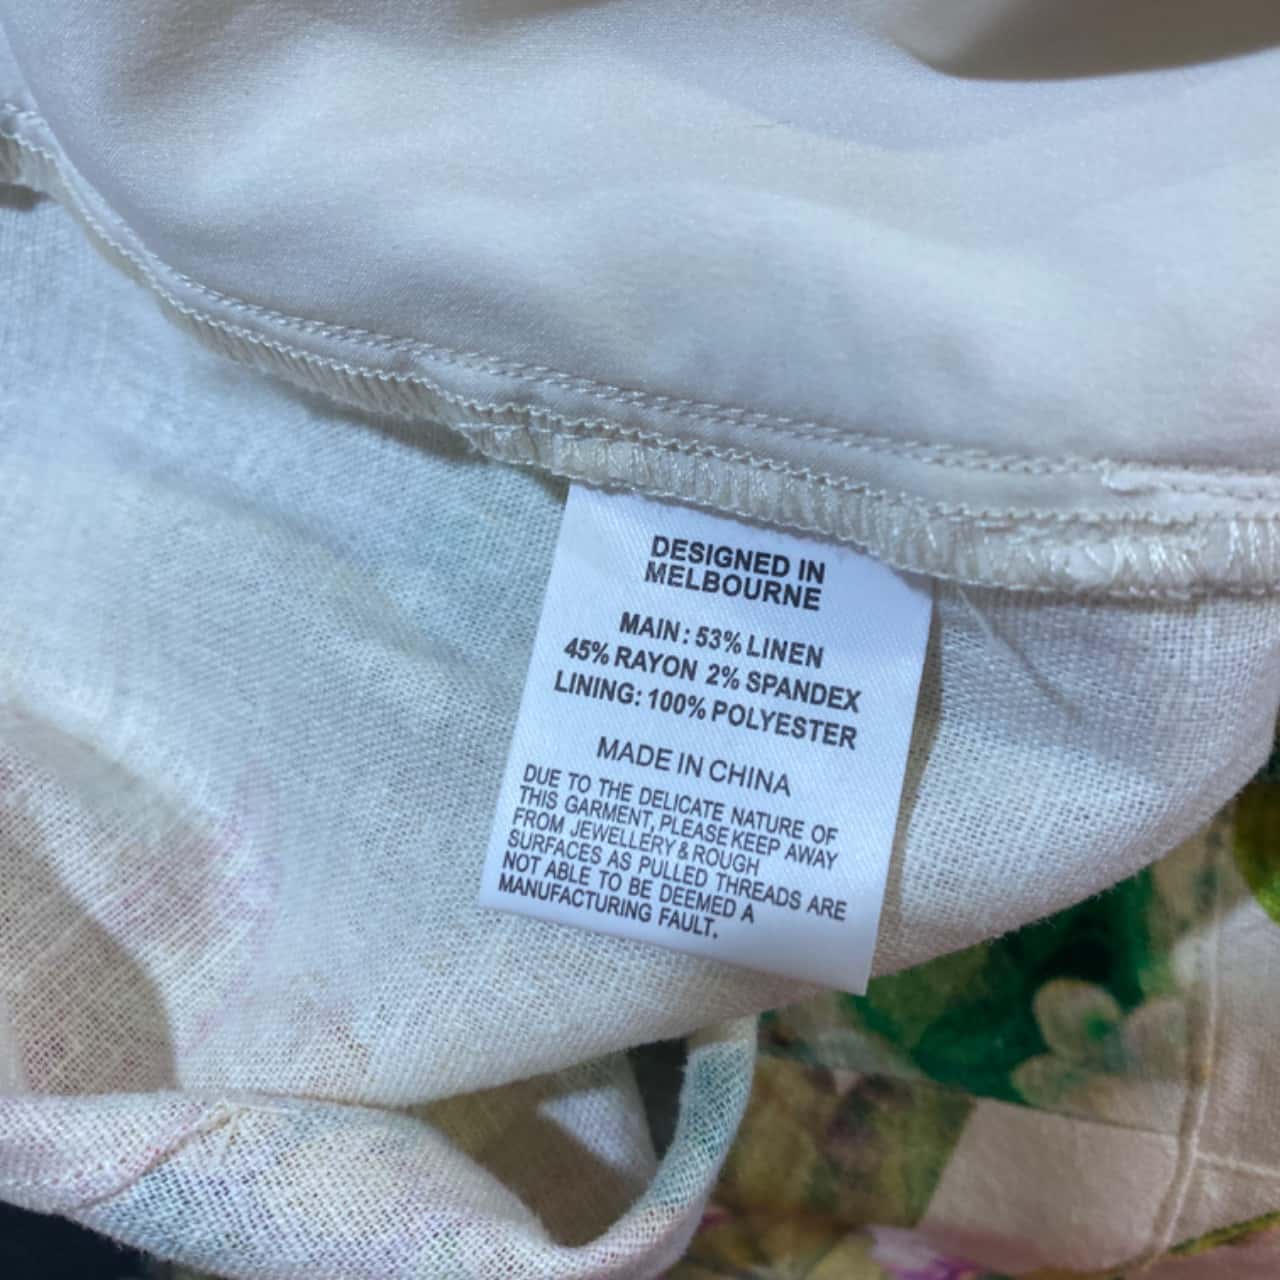 DESIGNED IN
MELBOURNE
MAIN: 53% LINEN
45% RAYON 2% SPANDEX
LINING: 100% POLYESTER
MADE IN CHINA
DUE TO THE DELICATE NATURE OF
THIS GARMENT, PLEASE KEEP AWAY
FROM JEWELLERY & ROUGH
SURFACES AS PULLED THREADS ARE
NOT ABLE TO BE DEEMED A
MANUFACTURING FAULT.